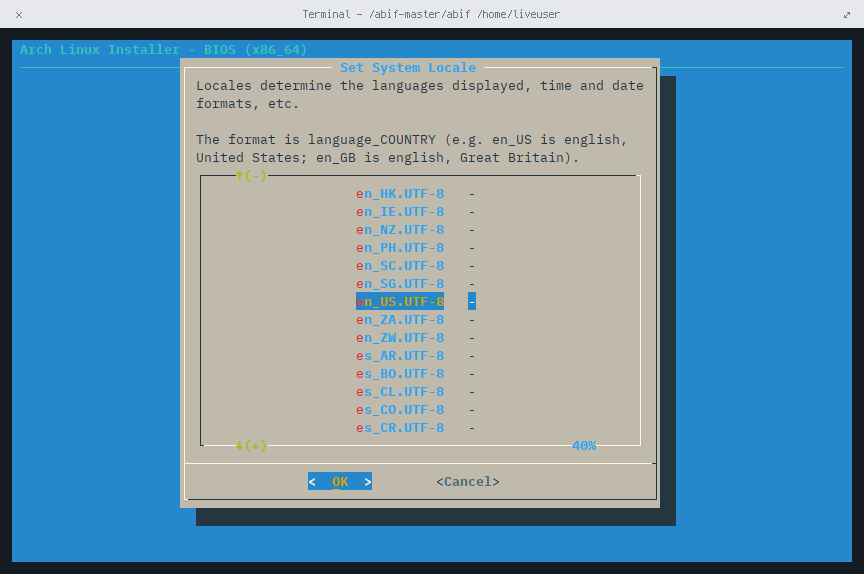 Terminal - /abif-master/abif /home/liveuser
Arch Linux Installer - BIOS (x86_64)
Set System Locale
Locales determine the languages displayed, time and date
formats, etc.
The format is language_COUNTRY (e.g. en_US is english,
United States; en_GB is english, Great Britain).
↑(-)
en_HK.UTF-8 -
en_IE.UTF-8 -
en_NZ.UTF-8 -
en_PH.UTF-8 -
en_SC.UTF-8 -
en_SG.UTF-8 -
en_US.UTF-8 -
en_ZA.UTF-8 -
en_ZW.UTF-8 -
es_AR.UTF-8 -
es_BO.UTF-8 -
es_CL.UTF-8 -
es_CO.UTF-8 -
es_CR.UTF-8 -
↓(+) 40%
< OK > <Cancel>